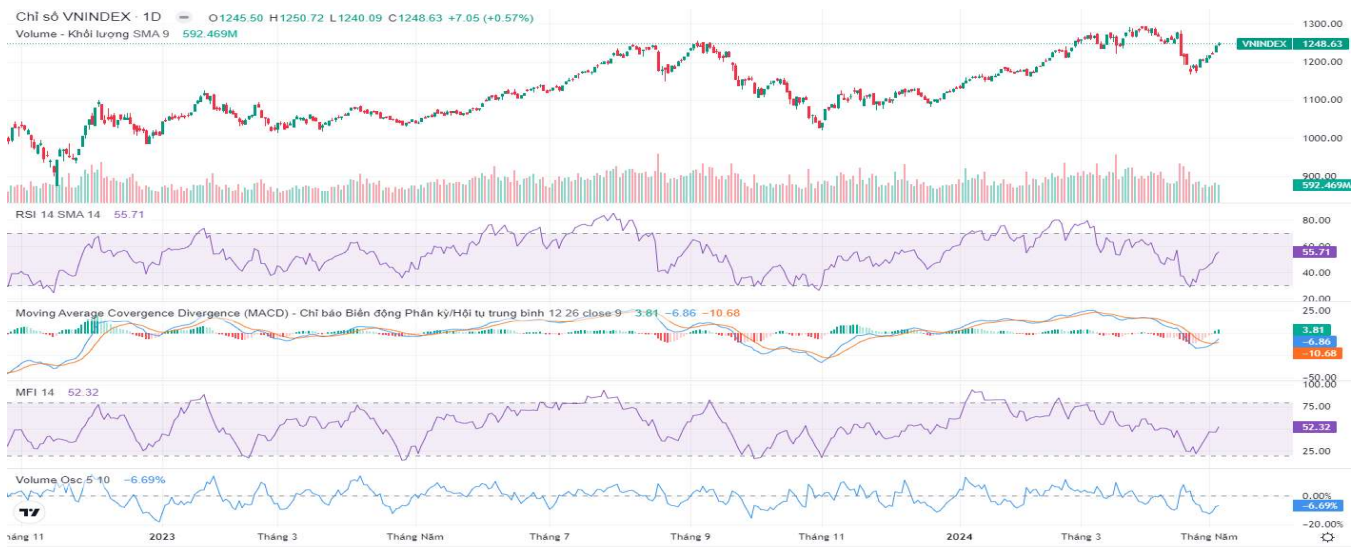 Chỉ số VNINDEX · 1D O1245.50 H1250.72 L1240.09 C1248.63 +7.05 (+0.57%)
Volume - Khối lượng SMA 9 592.469M
1300.00
VNINDEX 1248.63
1200.00
1100.00
1000.00
900.00
592.469M
RSI 14 SMA 14 55.71
80.00
60.00
55.71
40.00
20.00
Moving Average Covergence Divergence (MACD) - Chỉ báo Biến động Phân kỳ/Hội tụ trung bình 12 26 close 9 3.81 −6.86 −10.68
25.00
3.81
−6.86
−10.68
−50.00
MFI 14 52.32
100.00
75.00
52.32
25.00
Volume Osc 5 10 −6.69%
0.00%
−6.69%
−20.00%
háng 11 2023 Tháng 3 Tháng Năm Tháng 7 Tháng 9 Tháng 11 2024 Tháng 3 Tháng Năm